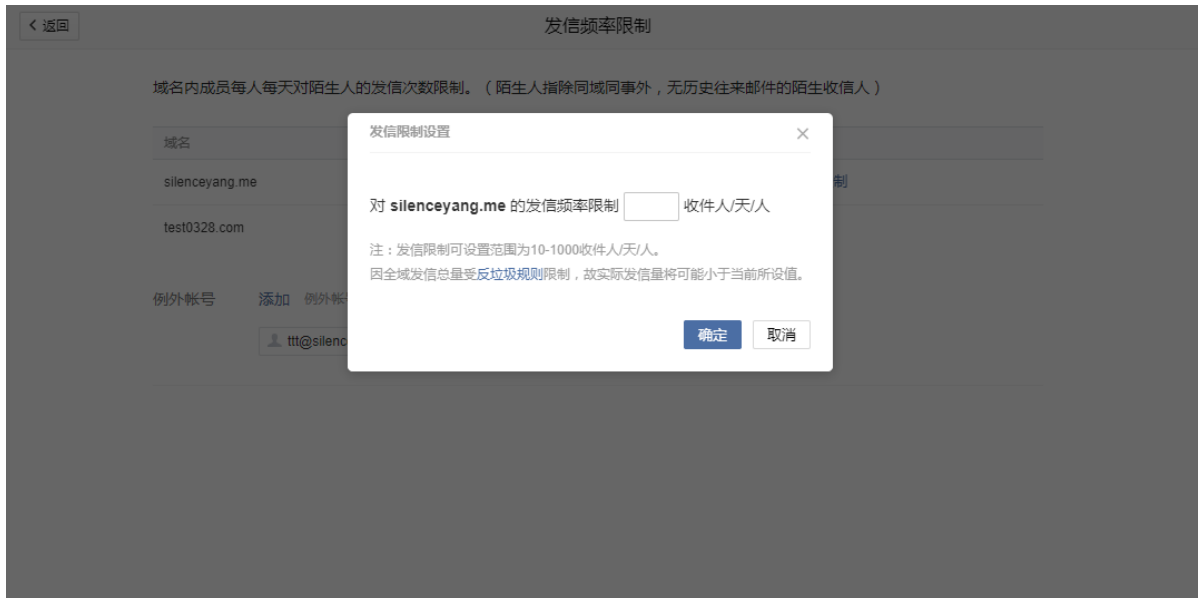 返回
发信频率限制
域名内成员每人每天对陌生人的发信次数限制。（陌生人指除同域同事外，无历史往来邮件的陌生收信人）
发信限制设置
域名
silenceyang.me
制
对 silenceyang.me 的发信频率限制 收件人/天/人
test0328.com
注：发信限制可设置范围为10-1000收件人/天/人。
因全域发信总量受反垃圾规则限制，故实际发信量将可能小于当前所设值。
例外帐号 添加 例外帐
确定 取消
ttt@silenc